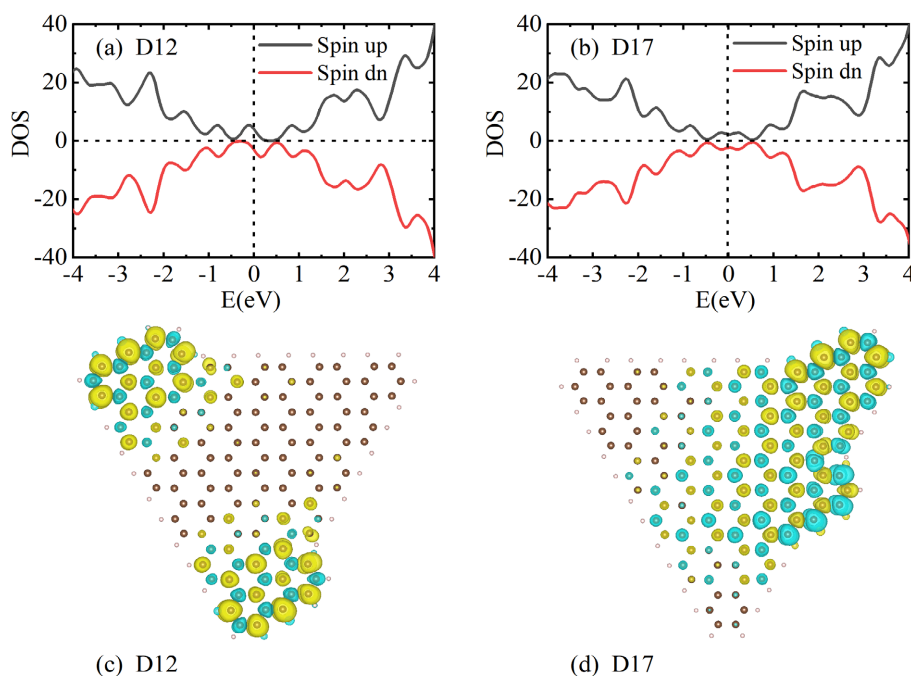 (a) D12
Spin up
Spin dn
DOS
40
20
0
-20
-40
-4 -3 -2 -1 0 1 2 3 4
E(eV)
(b) D17
Spin up
Spin dn
DOS
40
20
0
-20
-40
-4 -3 -2 -1 0 1 2 3 4
E(eV)
(c) D12
(d) D17